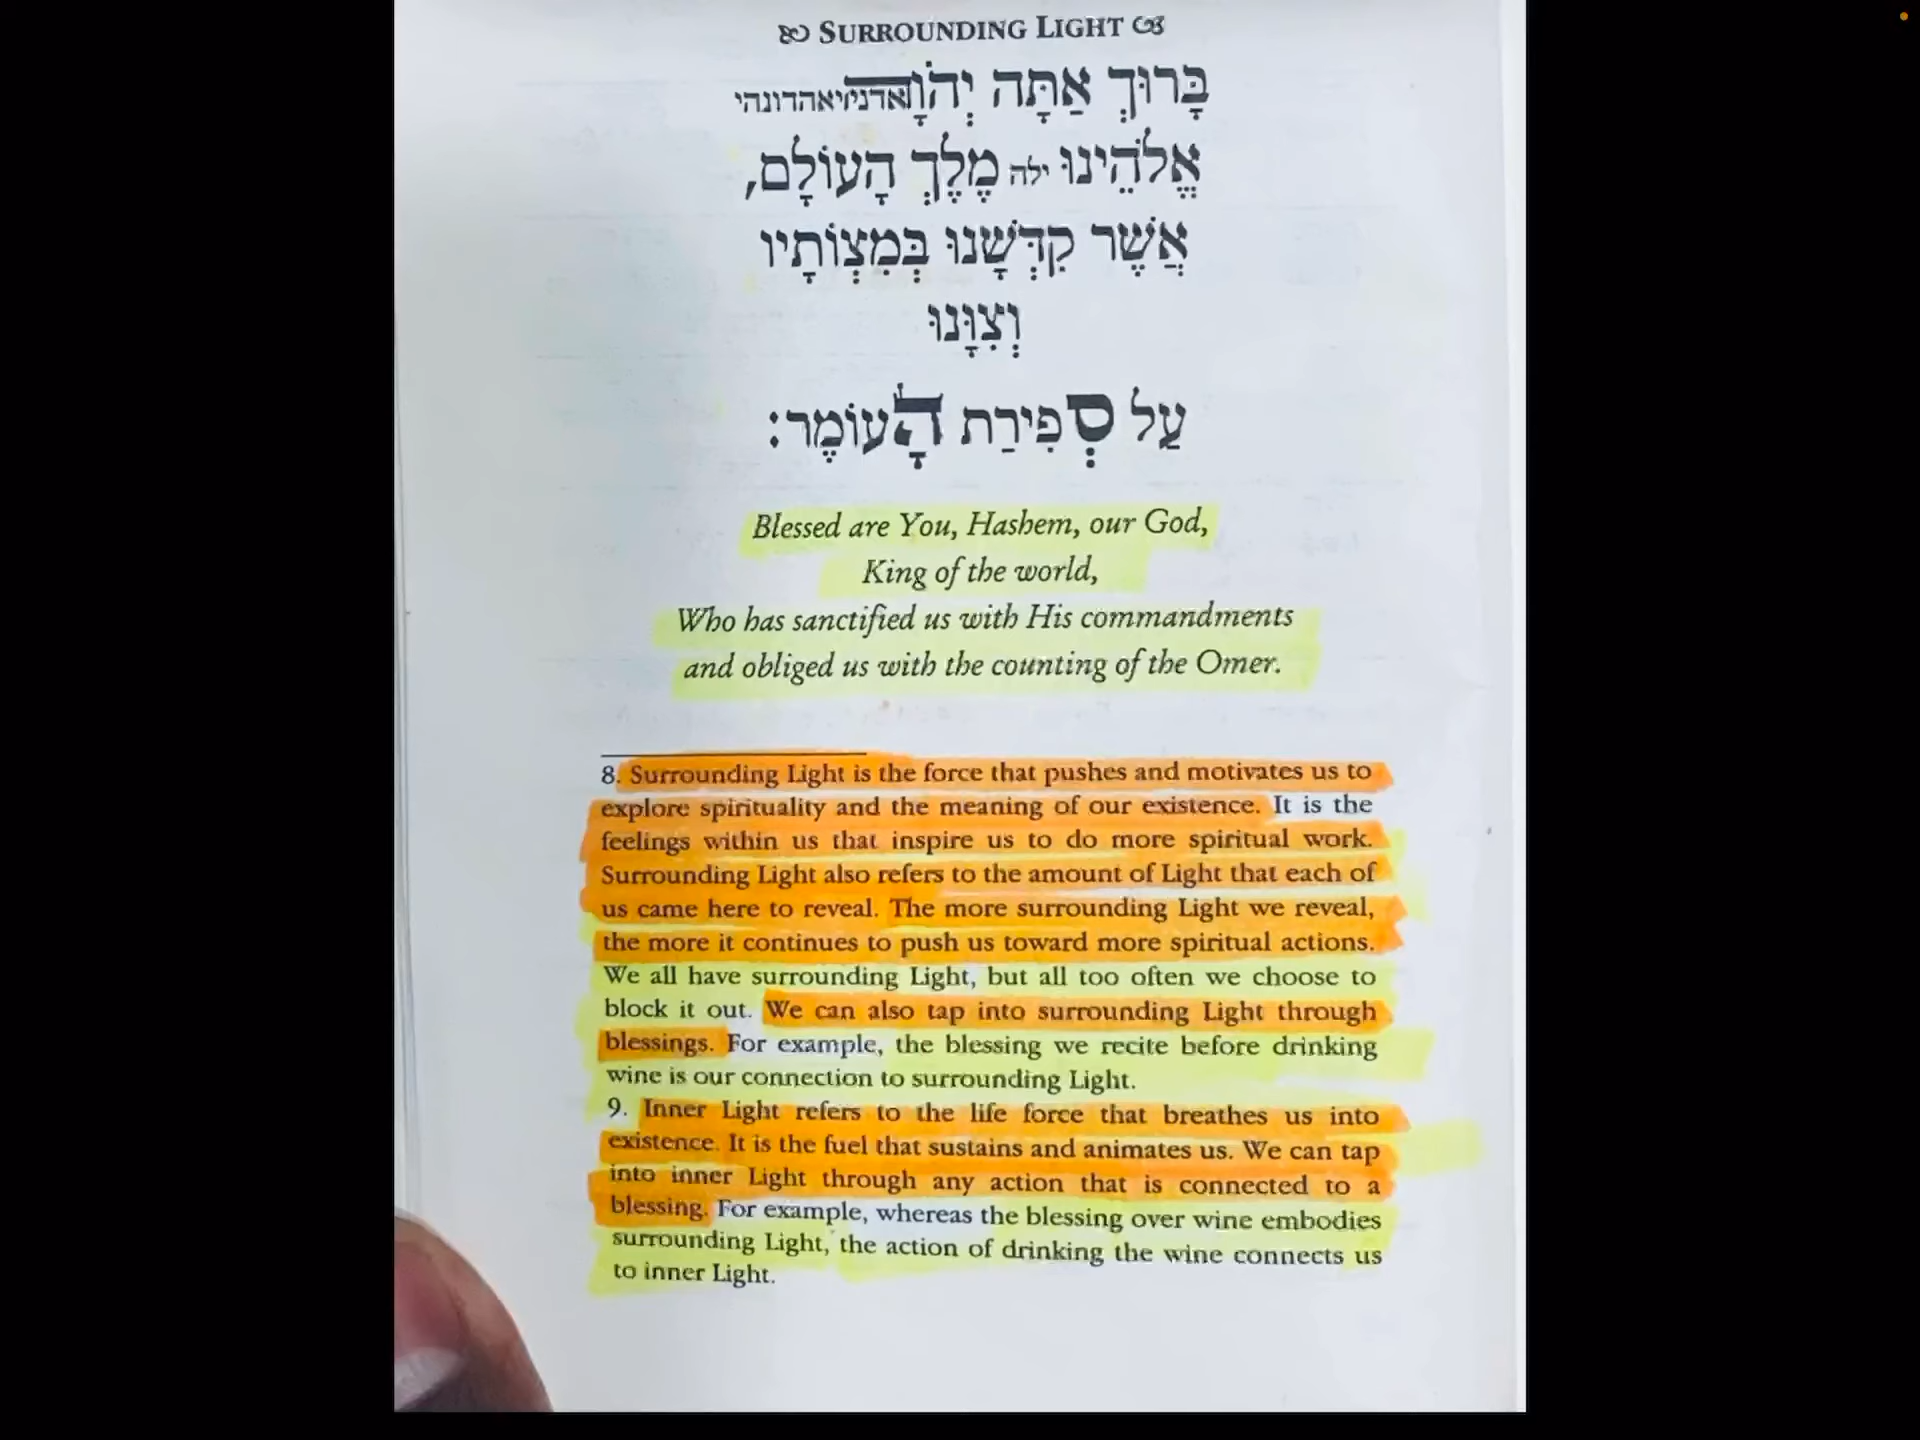 SURROUNDING LIGHT
בָּרוּךְ אַתָּה יְהֹוָה
אֱלֹהֵינוּ ילה מֶלֶךְ הָעוֹלָם,
אֲשֶׁר קִדְּשָׁנוּ בְּמִצְוֹתָיו
וְצִוָּנוּ
עַל סְפִירַת הָעוֹמֶר:
Blessed are You, Hashem, our God,
King of the world,
Who has sanctified us with His commandments
and obliged us with the counting of the Omer.
8. Surrounding Light is the force that pushes and motivates us to
explore spirituality and the meaning of our existence. It is the
feelings within us that inspire us to do more spiritual work.
Surrounding Light also refers to the amount of Light that each of
us came here to reveal. The more surrounding Light we reveal,
the more it continues to push us toward more spiritual actions.
We all have surrounding Light, but all too often we choose to
block it out. We can also tap into surrounding Light through
blessings. For example, the blessing we recite before drinking
wine is our connection to surrounding Light.
9. Inner Light refers to the life force that breathes us into
existence. It is the fuel that sustains and animates us. We can tap
into inner Light through any action that is connected to a
blessing. For example, whereas the blessing over wine embodies
surrounding Light, the action of drinking the wine connects us
to inner Light.